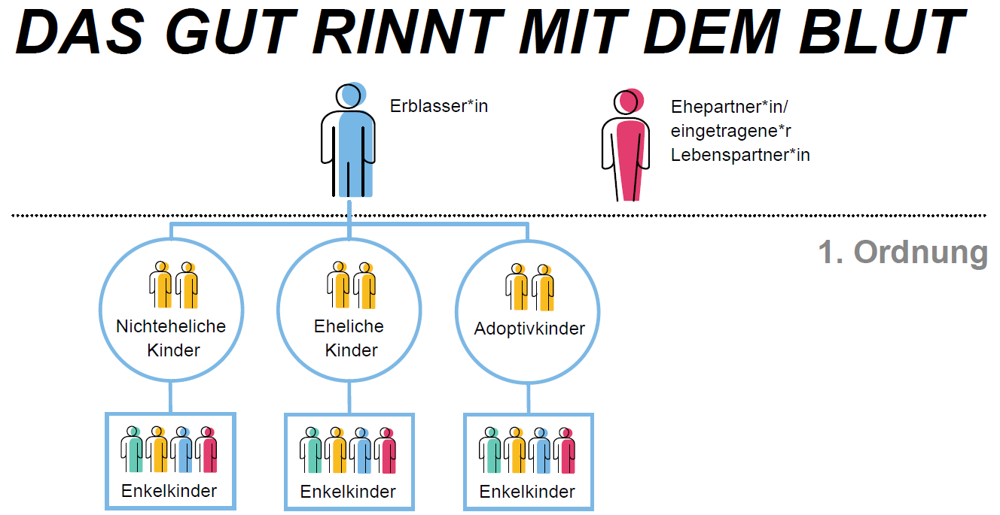 DAS GUT RINNT MIT DEM BLUT
Erblasser*in
Ehepartner*in/
eingetragene*r
Lebenspartner*in
1. Ordnung
Nichteheliche
Kinder
Eheliche
Kinder
Adoptivkinder
Enkelkinder
Enkelkinder
Enkelkinder